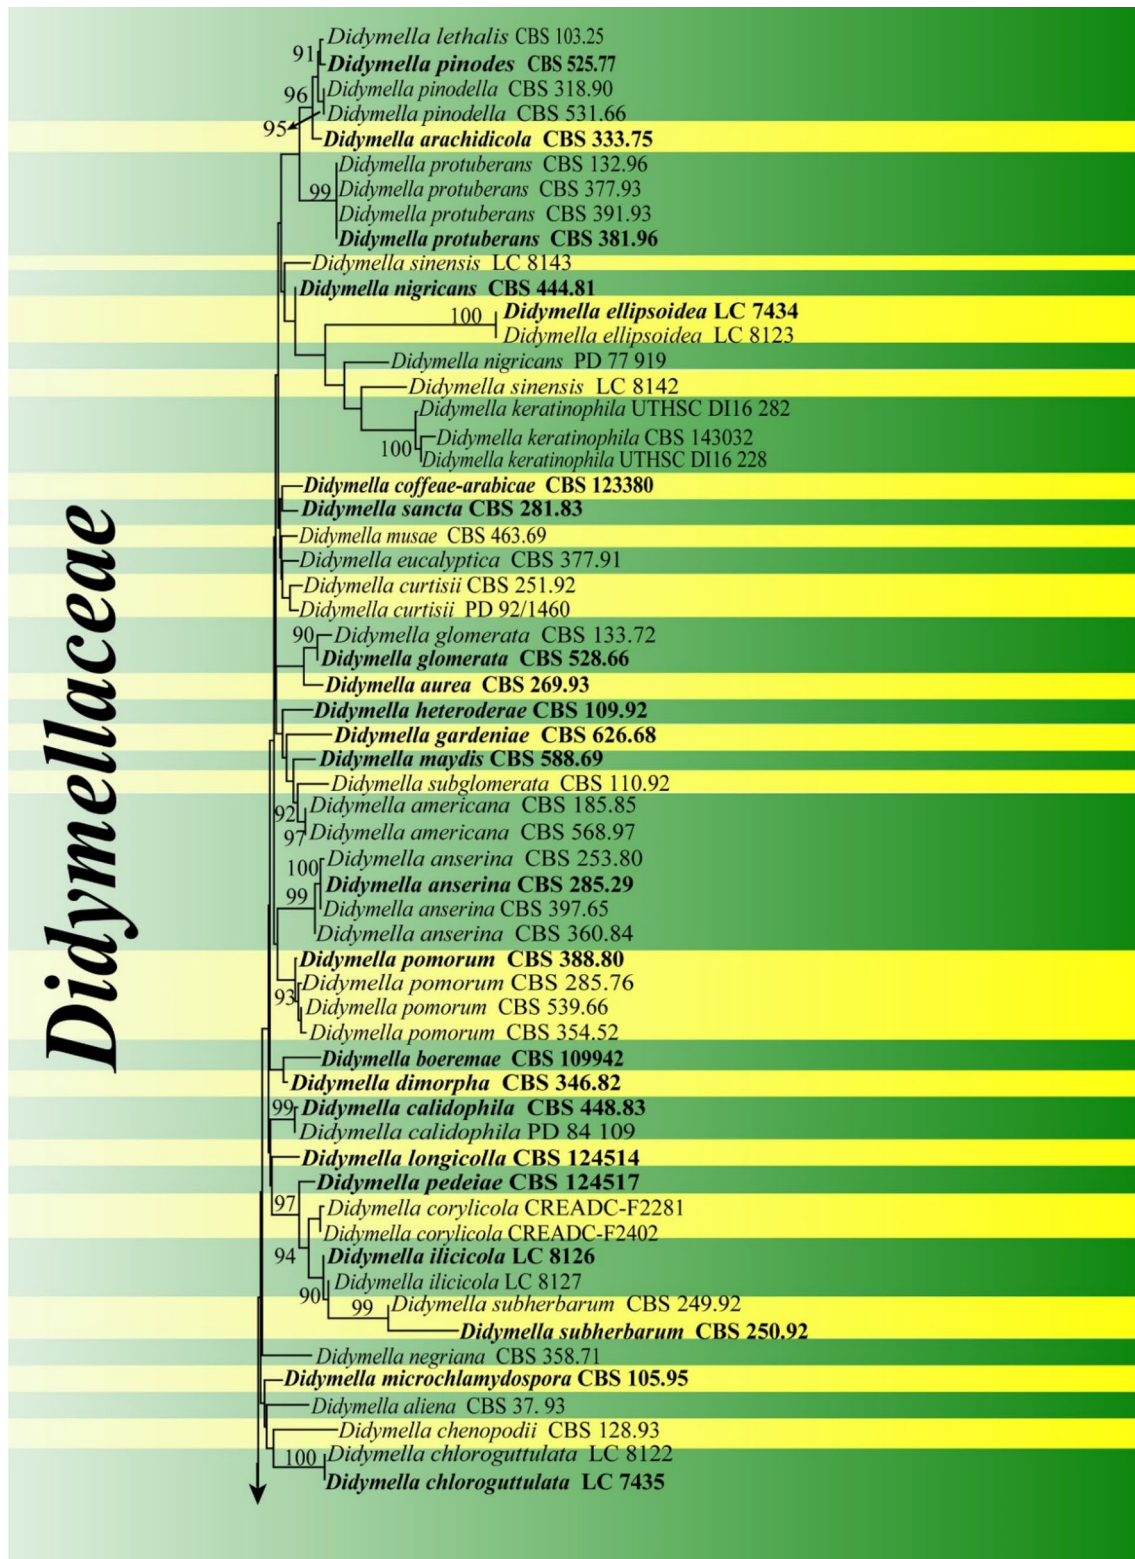 Didymellaceae
Didymella lethalis CBS 103.25
91
Didymella pinodes CBS 525.77
Didymella pinodella CBS 318.90
96
Didymella pinodella CBS 531.66
95
Didymella arachidicola CBS 333.75
Didymella protuberans CBS 132.96
Didymella protuberans CBS 377.93
99
Didymella protuberans CBS 391.93
Didymella protuberans CBS 381.96
Didymella sinensis LC 8143
Didymella nigricans CBS 444.81
Didymella ellipsoidea LC 7434
100
Didymella ellipsoidea LC 8123
Didymella nigricans PD 77 919
Didymella sinensis LC 8142
Didymella keratinophila UTHSC DI16 282
Didymella keratinophila CBS 143032
100
Didymella keratinophila UTHSC DI16 228
Didymella coffeae-arabicae CBS 123380
Didymella sancta CBS 281.83
Didymella musae CBS 463.69
Didymella eucalyptica CBS 377.91
Didymella curtisii CBS 251.92
Didymella curtisii PD 92/1460
90
Didymella glomerata CBS 133.72
Didymella glomerata CBS 528.66
Didymella aurea CBS 269.93
Didymella heteroderae CBS 109.92
Didymella gardeniae CBS 626.68
Didymella maydis CBS 588.69
Didymella subglomerata CBS 110.92
Didymella americana CBS 185.85
92
Didymella americana CBS 568.97
97
Didymella anserina CBS 253.80
100
Didymella anserina CBS 285.29
99
Didymella anserina CBS 397.65
Didymella anserina CBS 360.84
Didymella pomorum CBS 388.80
Didymella pomorum CBS 285.76
93
Didymella pomorum CBS 539.66
Didymella pomorum CBS 354.52
Didymella boeremae CBS 109942
Didymella dimorpha CBS 346.82
99
Didymella calidophila CBS 448.83
Didymella calidophila PD 84 109
Didymella longicolla CBS 124514
Didymella pedeiae CBS 124517
97
Didymella corylicola CREADC-F2281
Didymella corylicola CREADC-F2402
94
Didymella ilicicola LC 8126
Didymella ilicicola LC 8127
90
Didymella subherbarum CBS 249.92
99
Didymella subherbarum CBS 250.92
Didymella negriana CBS 358.71
Didymella microchlamydospora CBS 105.95
Didymella aliena CBS 37. 93
Didymella chenopodii CBS 128.93
Didymella chloroguttulata LC 8122
100
Didymella chloroguttulata LC 7435